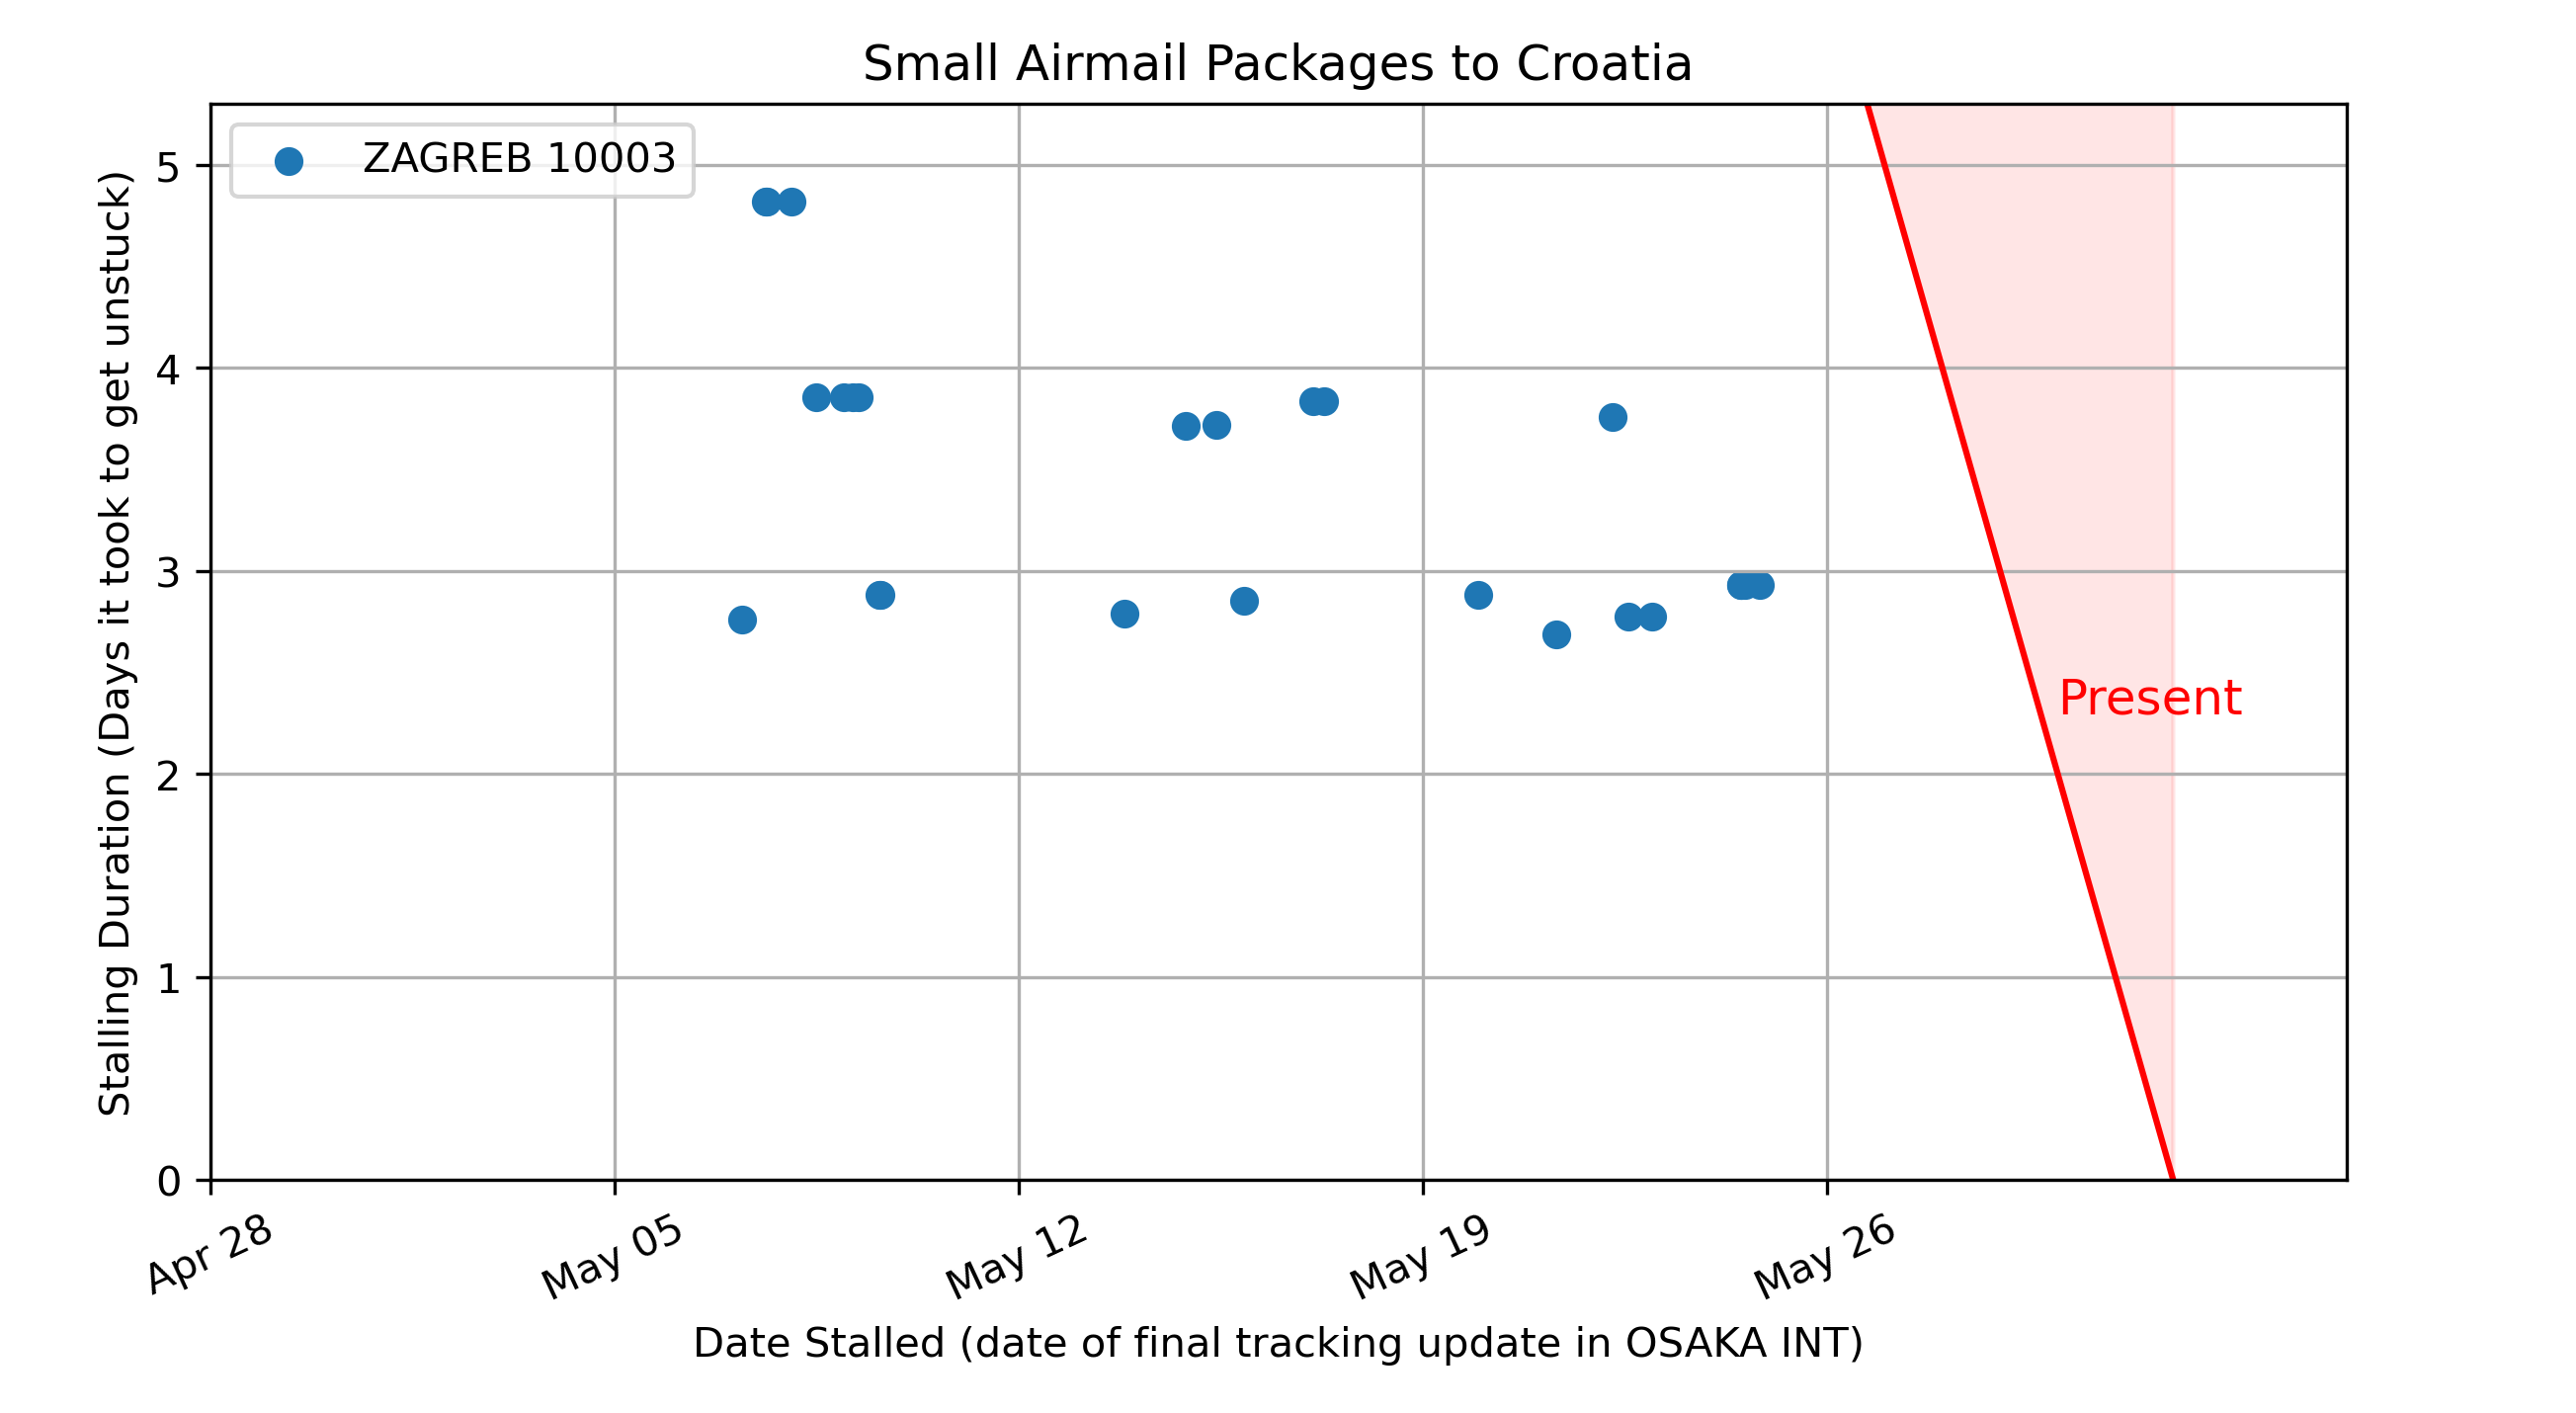 Small Airmail Packages to Croatia
ZAGREB 10003
Stalling Duration (Days it took to get unstuck)
5
4
3
2
1
0
Present
Apr 28
May 05
May 12
May 19
May 26
Date Stalled (date of final tracking update in OSAKA INT)